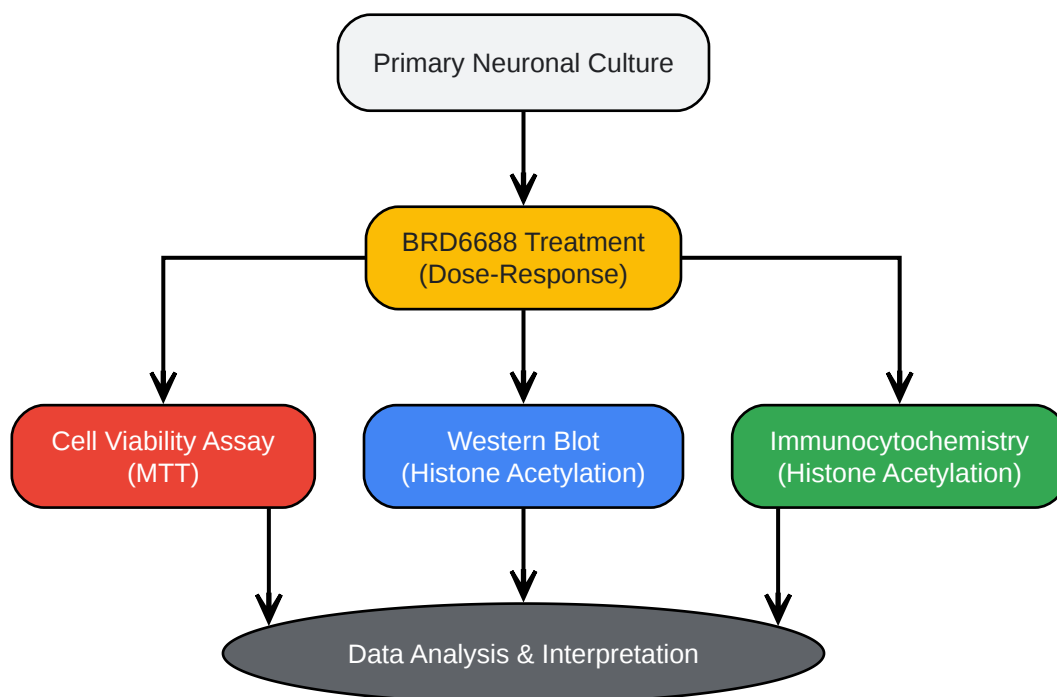 Primary Neuronal Culture
BRD6688 Treatment
(Dose-Response)
Cell Viability Assay
(MTT)
Western Blot
(Histone Acetylation)
Immunocytochemistry
(Histone Acetylation)
Data Analysis & Interpretation